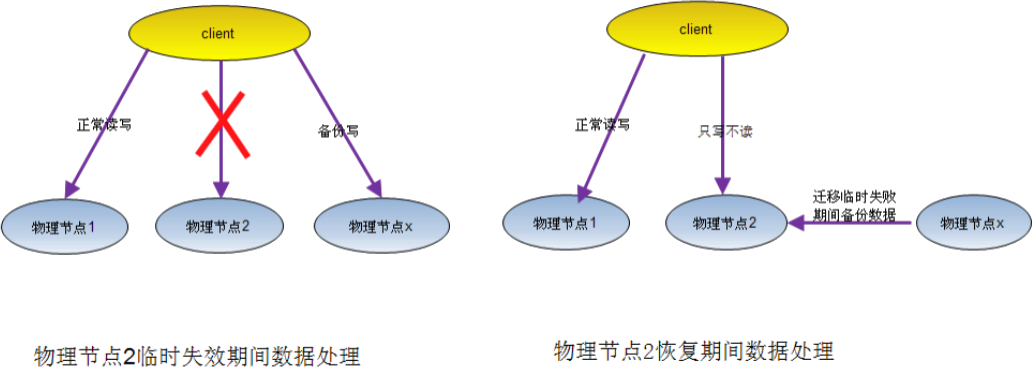 client
正常读写
备份写
物理节点1
物理节点2
物理节点x
物理节点2临时失效期间数据处理
client
正常读写
只写不读
迁移临时失败
期间备份数据
物理节点1
物理节点2
物理节点x
物理节点2恢复期间数据处理